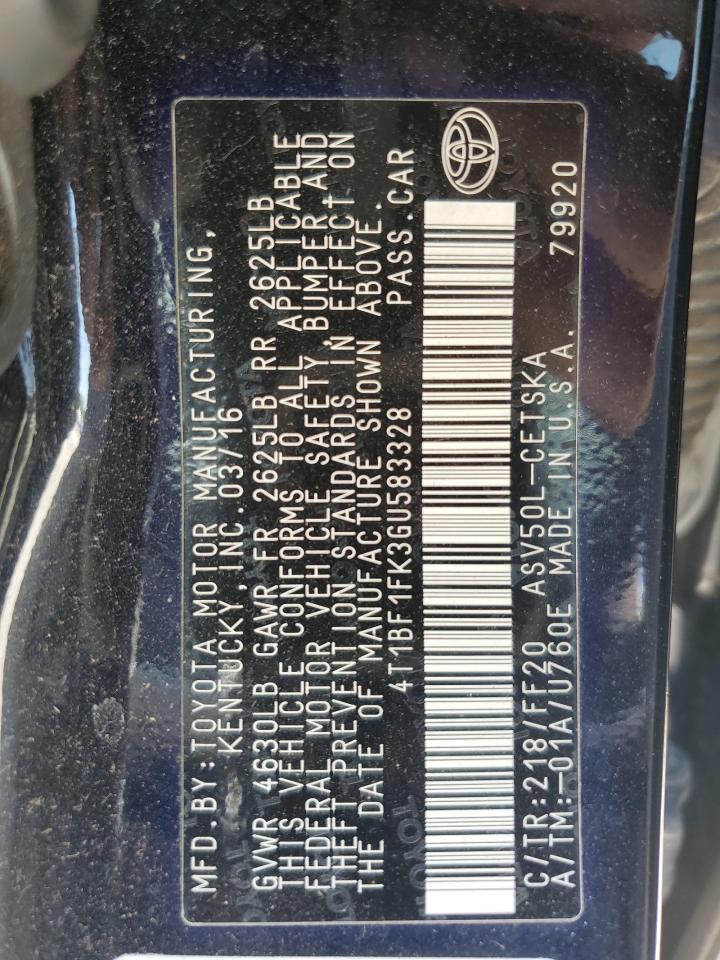 MFD.BY:TOYOTA MOTOR MANUFACTURING,
KENTUCKY,INC.03/16
GVWR 4630LB GAWR FR 2625LB RR 2625LB
THIS VEHICLE CONFORMS TO ALL APPLICABLE
FEDERAL MOTOR VEHICLE SAFETY,BUMPER,AND
THEFT PREVENTION STANDARDS IN EFFECT ON
THE DATE OF MANUFACTURE SHOWN ABOVE.
4T1BF1FK3GU583328 PASS.CAR
C/TR:218/FF20 ASV50L-CETSKA
A/TM:-01A/U760E MADE IN U.S.A. 79920